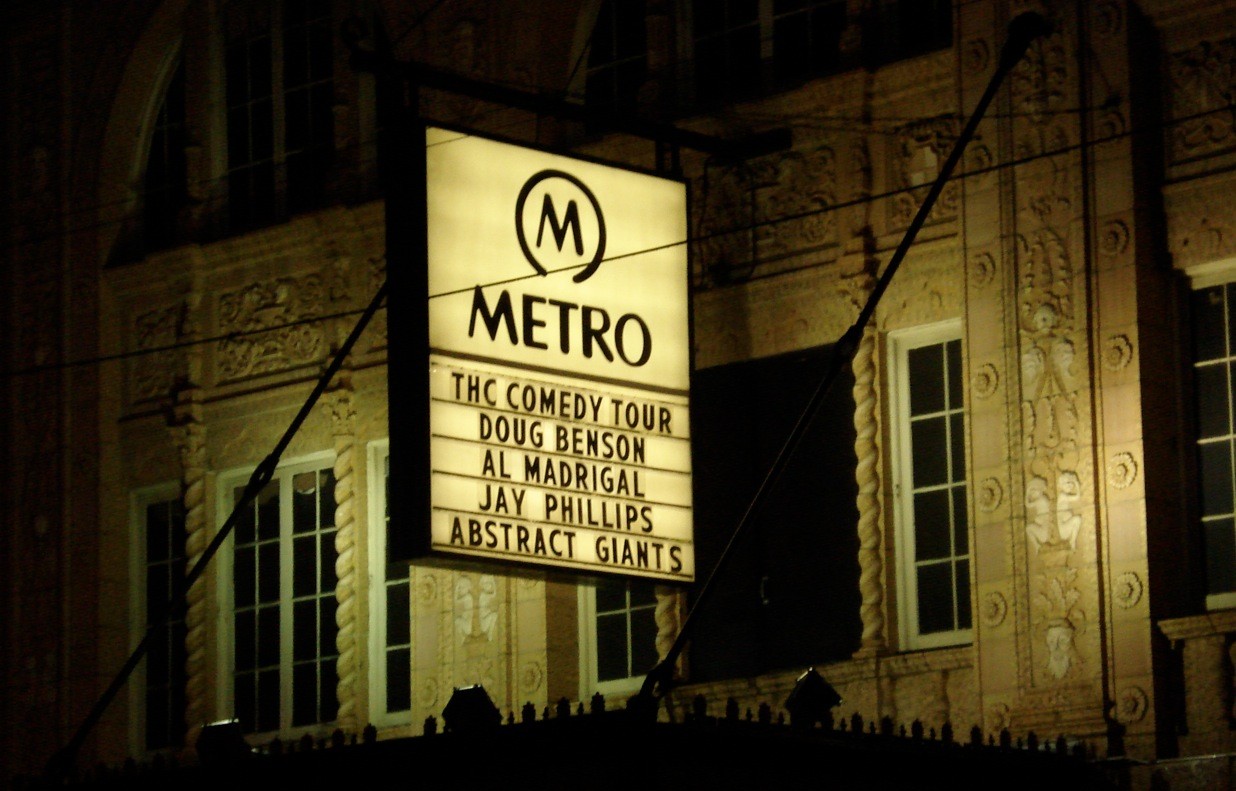 M
METRO
THC COMEDY TOUR
DOUG BENSON
AL MADRIGAL
JAY PHILLIPS
ABSTRACT GIANTS